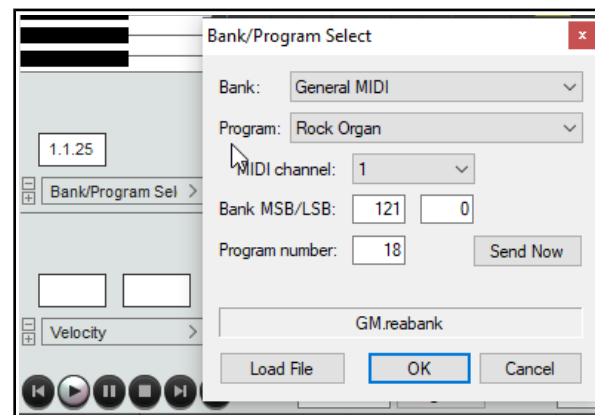 Bank/Program Select
x
Bank: General MIDI
Program: Rock Organ
1.1.25
MIDI channel: 1
Bank/Program Sel >
Bank MSB/LSB: 121 0
Program number: 18 Send Now
GM.reabank
Velocity >
Load File OK Cancel